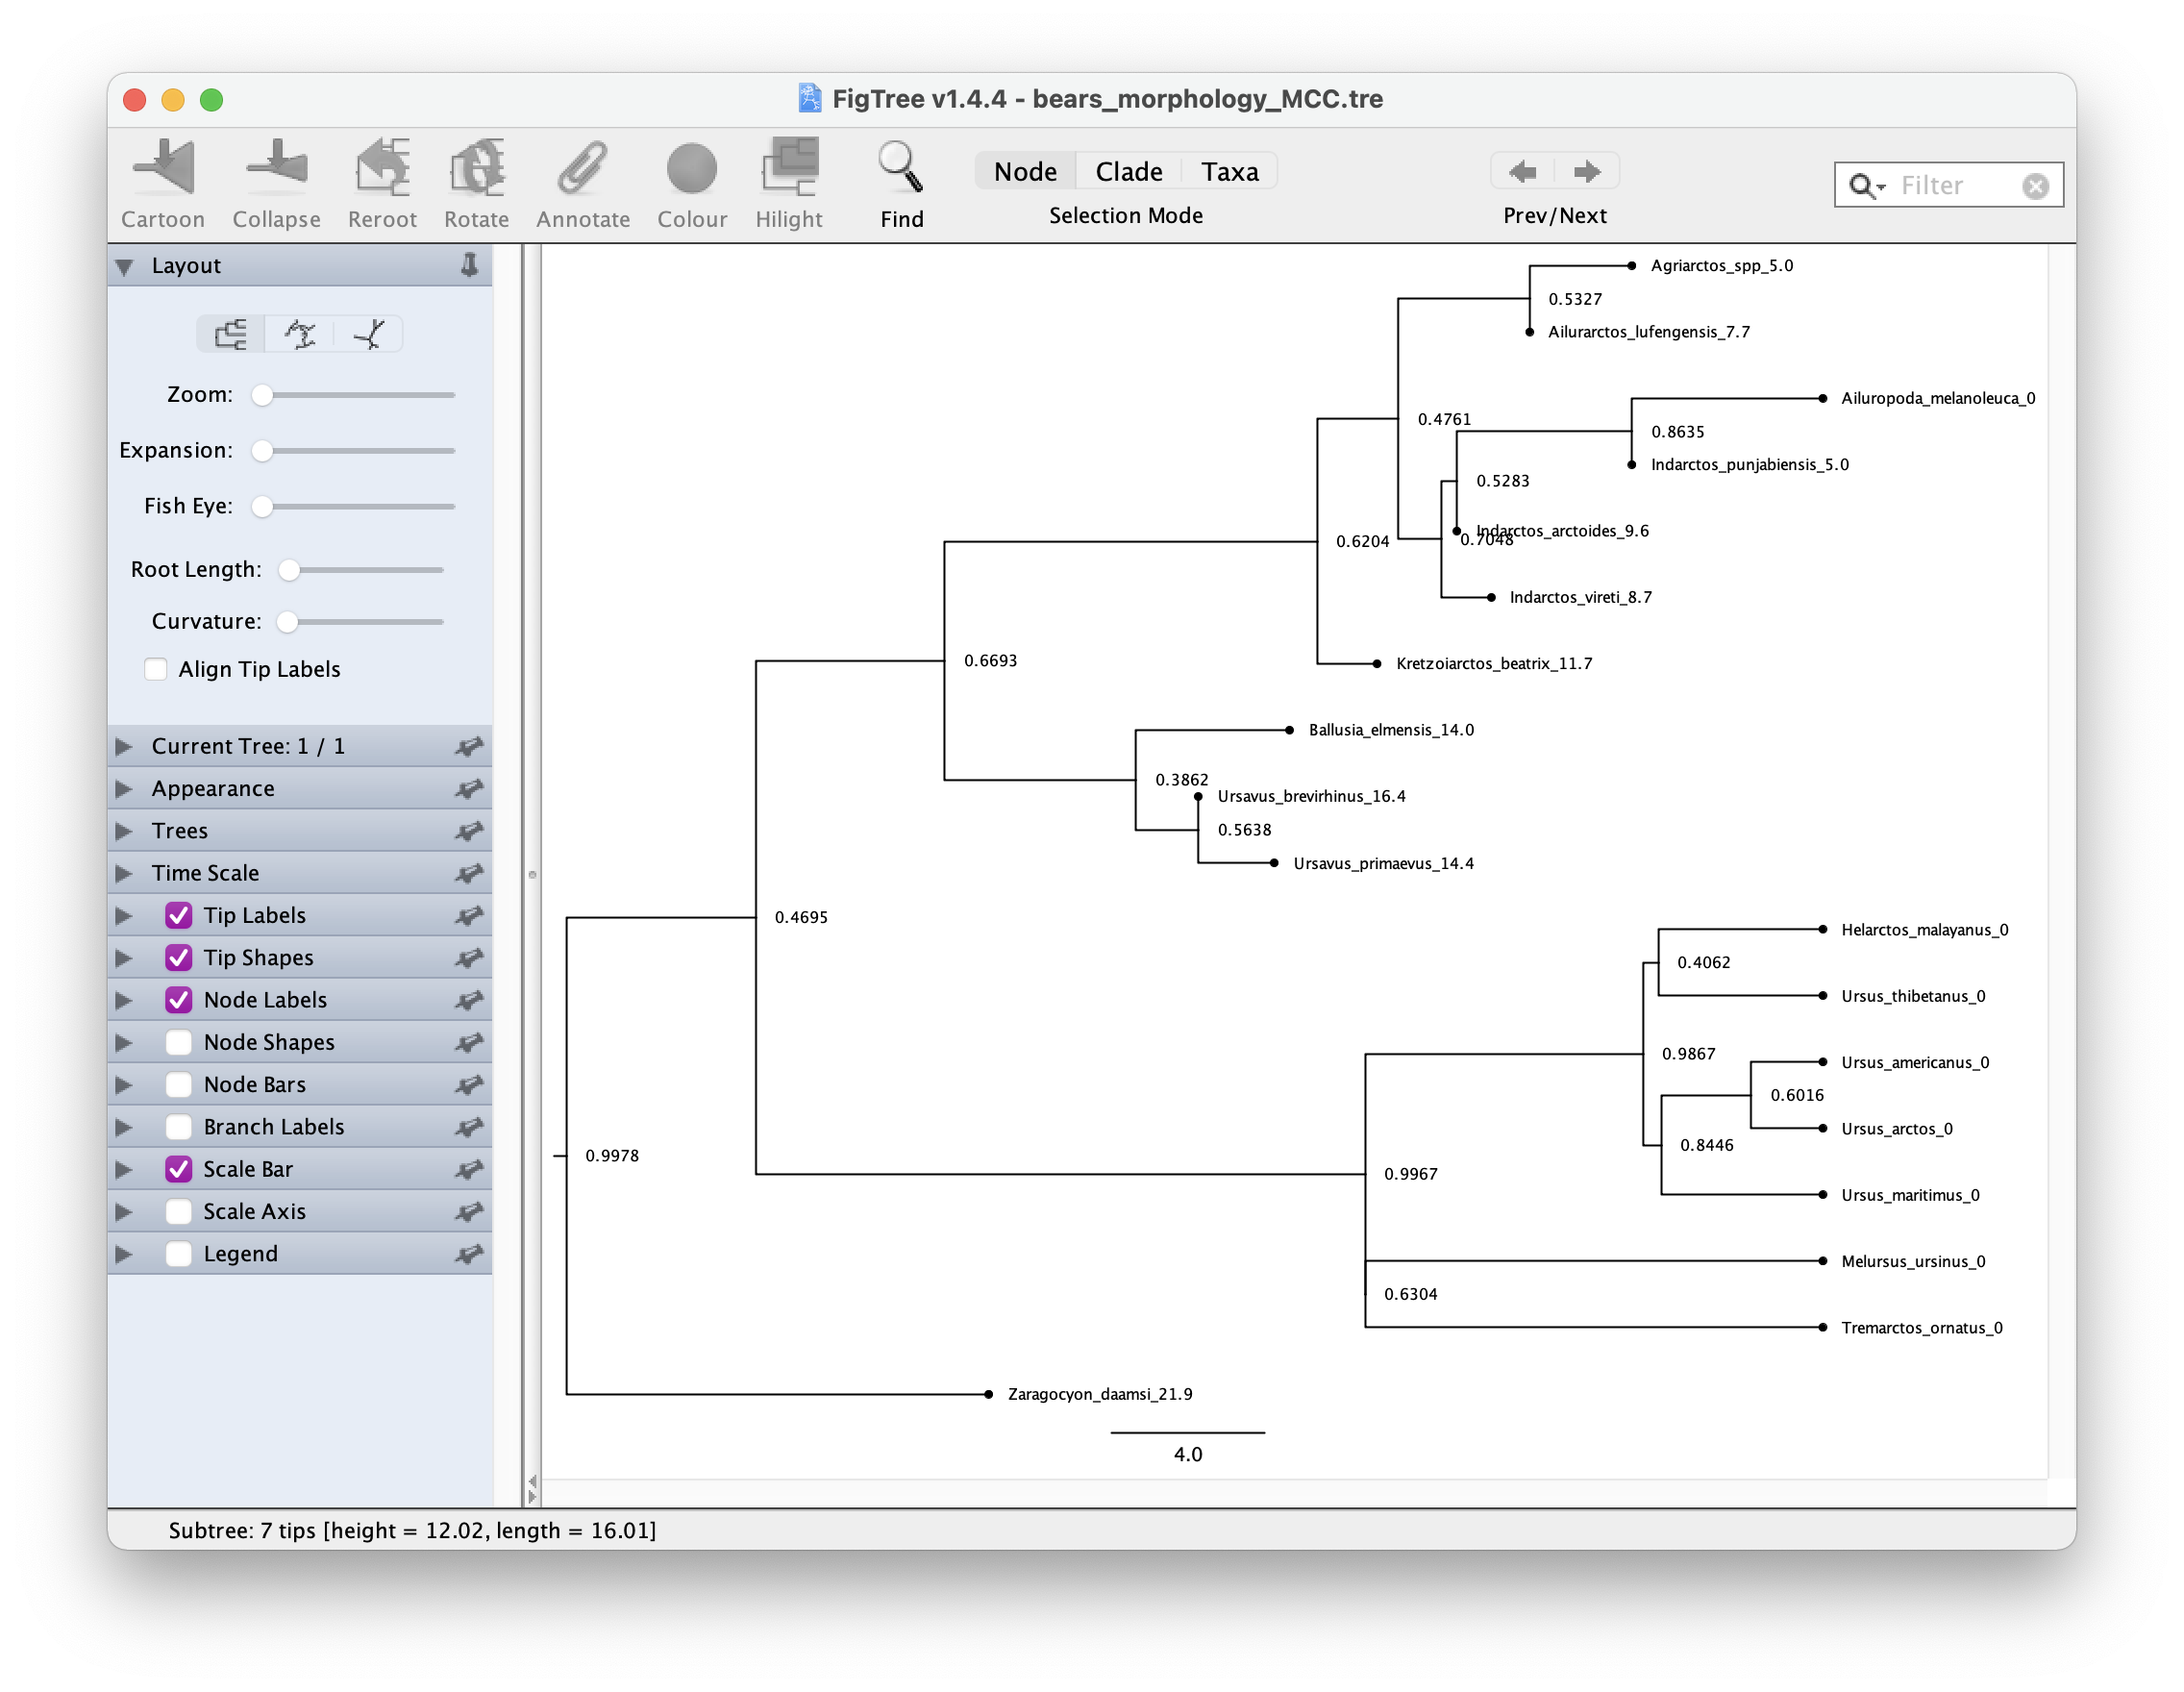 FigTree v1.4.4 - bears_morphology_MCC.tre
Cartoon Collapse Reroot Rotate Annotate Colour Hilight Find
Node Clade Taxa
Selection Mode
Prev/Next
Filter
Layout
Zoom:
Expansion:
Fish Eye:
Root Length:
Curvature:
Align Tip Labels
Current Tree: 1 / 1
Appearance
Trees
Time Scale
Tip Labels
Tip Shapes
Node Labels
Node Shapes
Node Bars
Branch Labels
Scale Bar
Scale Axis
Legend
Agriarctos_spp_5.0
0.5327
Ailurarctos_lufengensis_7.7
Ailuropoda_melanoleuca_0
0.4761
0.8635
Indarctos_punjabiensis_5.0
0.5283
Indarctos_arctoides_9.6
0.6204
0.7048
Indarctos_vireti_8.7
0.6693
Kretzoiarctos_beatrix_11.7
Ballusia_elmensis_14.0
0.3862
Ursavus_brevirhinus_16.4
0.5638
Ursavus_primaevus_14.4
0.4695
Helarctos_malayanus_0
0.4062
Ursus_thibetanus_0
0.9867
Ursus_americanus_0
0.6016
Ursus_arctos_0
0.8446
0.9978
0.9967
Ursus_maritimus_0
Melursus_ursinus_0
0.6304
Tremarctos_ornatus_0
Zaragocyon_daamsi_21.9
4.0
Subtree: 7 tips [height = 12.02, length = 16.01]